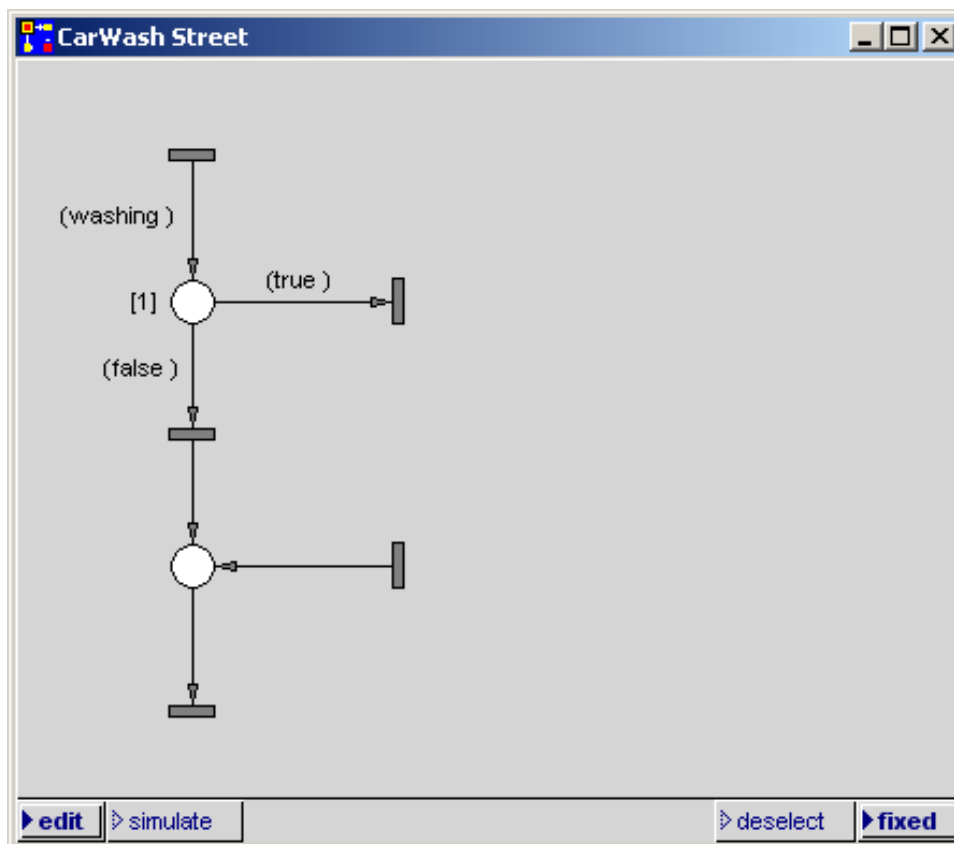 CarWash Street
(washing )
(true )
[1]
(false )
edit simulate deselect fixed